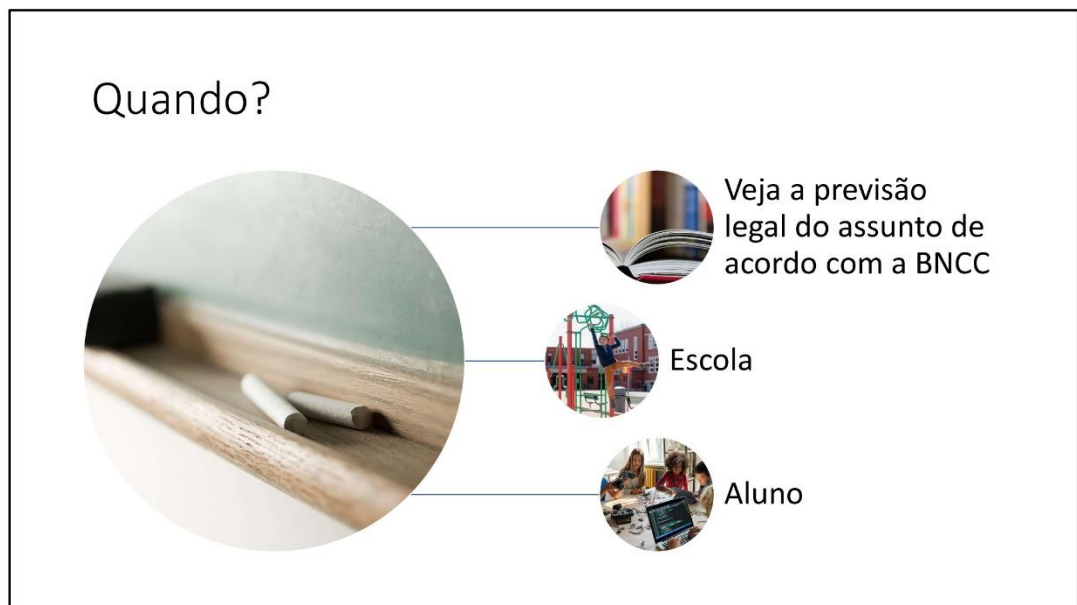 Quando?
Veja a previsão
legal do assunto de
acordo com a BNCC
Escola
Aluno